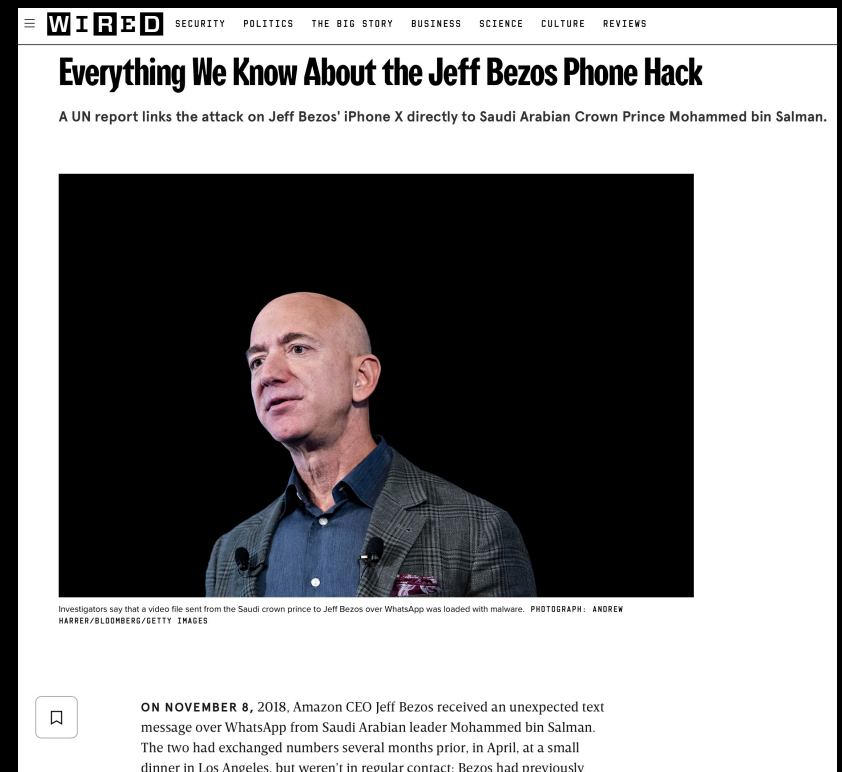 WIRED SECURITY POLITICS THE BIG STORY BUSINESS SCIENCE CULTURE REVIEWS
Everything We Know About the Jeff Bezos Phone Hack
A UN report links the attack on Jeff Bezos' iPhone X directly to Saudi Arabian Crown Prince Mohammed bin Salman.
Investigators say that a video file sent from the Saudi crown prince to Jeff Bezos over WhatsApp was loaded with malware. PHOTOGRAPH: ANDREW
HARRER/BLOOMBERG/GETTY IMAGES
ON NOVEMBER 8, 2018, Amazon CEO Jeff Bezos received an unexpected text
message over WhatsApp from Saudi Arabian leader Mohammed bin Salman.
The two had exchanged numbers several months prior, in April, at a small
dinner in Los Angeles, but weren't in regular contact; Bezos had previously